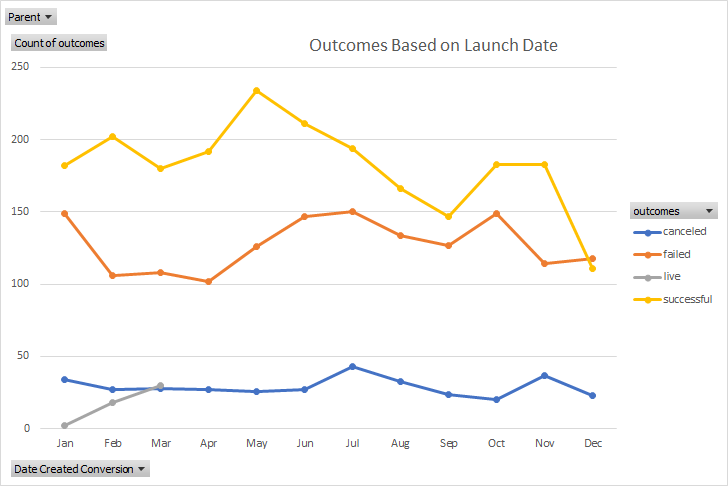 Parent
Count of outcomes
Outcomes Based on Launch Date
250
200
150
100
50
0
Jan Feb Mar Apr May Jun Jul Aug Sep Oct Nov Dec
outcomes
canceled
failed
live
successful
Date Created Conversion